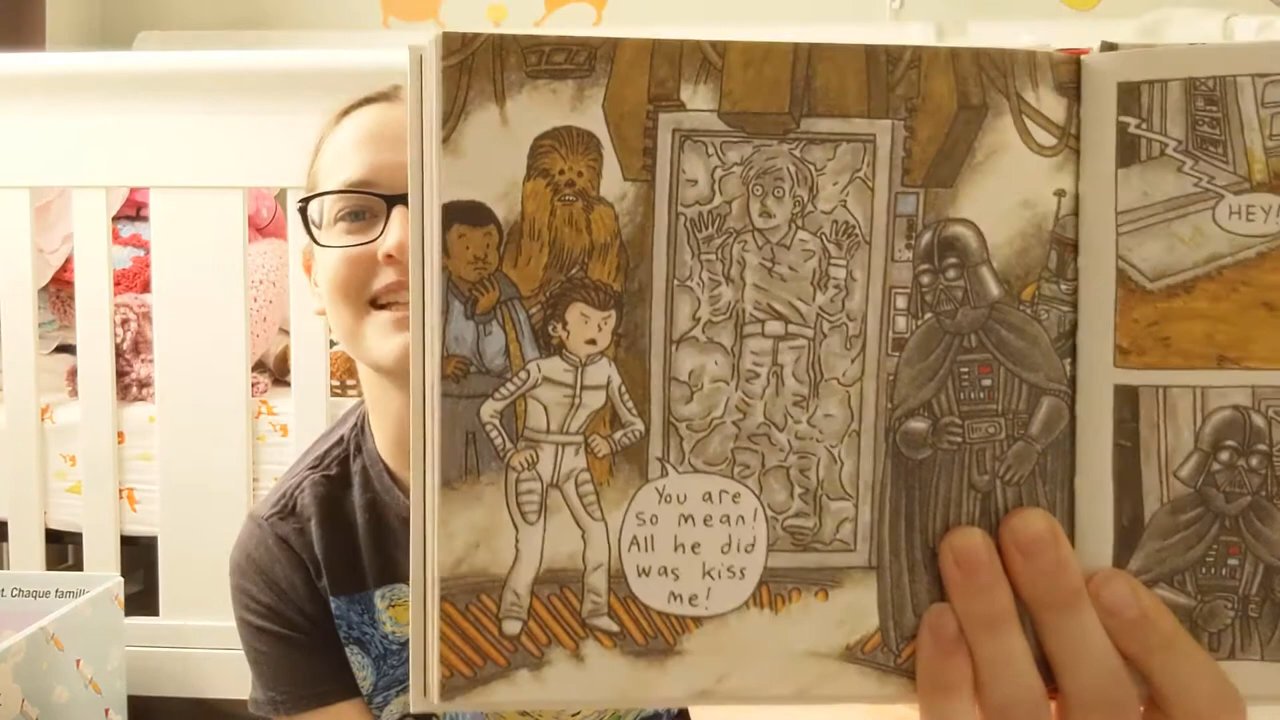 You are
so mean!
All he did
was kiss
me!
HEY!
t. Chaque famill